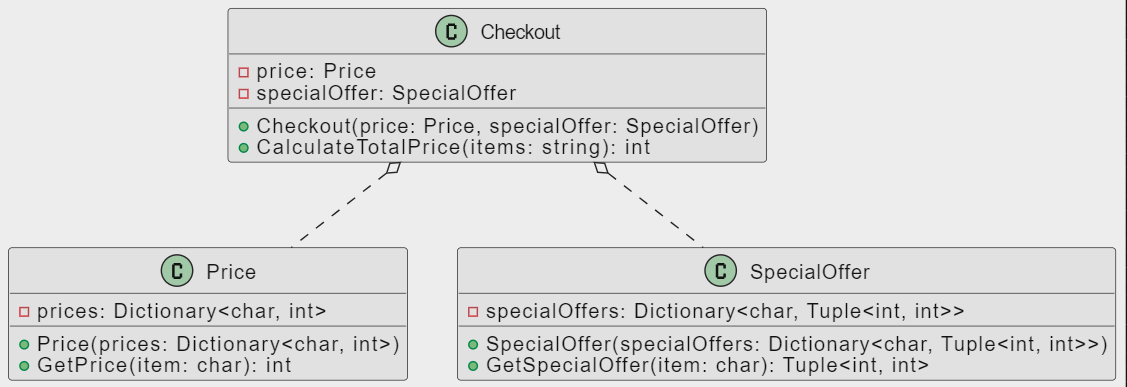 C Checkout
price: Price
specialOffer: SpecialOffer
Checkout(price: Price, specialOffer: SpecialOffer)
CalculateTotalPrice(items: string): int
C Price
prices: Dictionary<char, int>
Price(prices: Dictionary<char, int>)
GetPrice(item: char): int
C SpecialOffer
specialOffers: Dictionary<char, Tuple<int, int>>
SpecialOffer(specialOffers: Dictionary<char, Tuple<int, int>>)
GetSpecialOffer(item: char): Tuple<int, int>